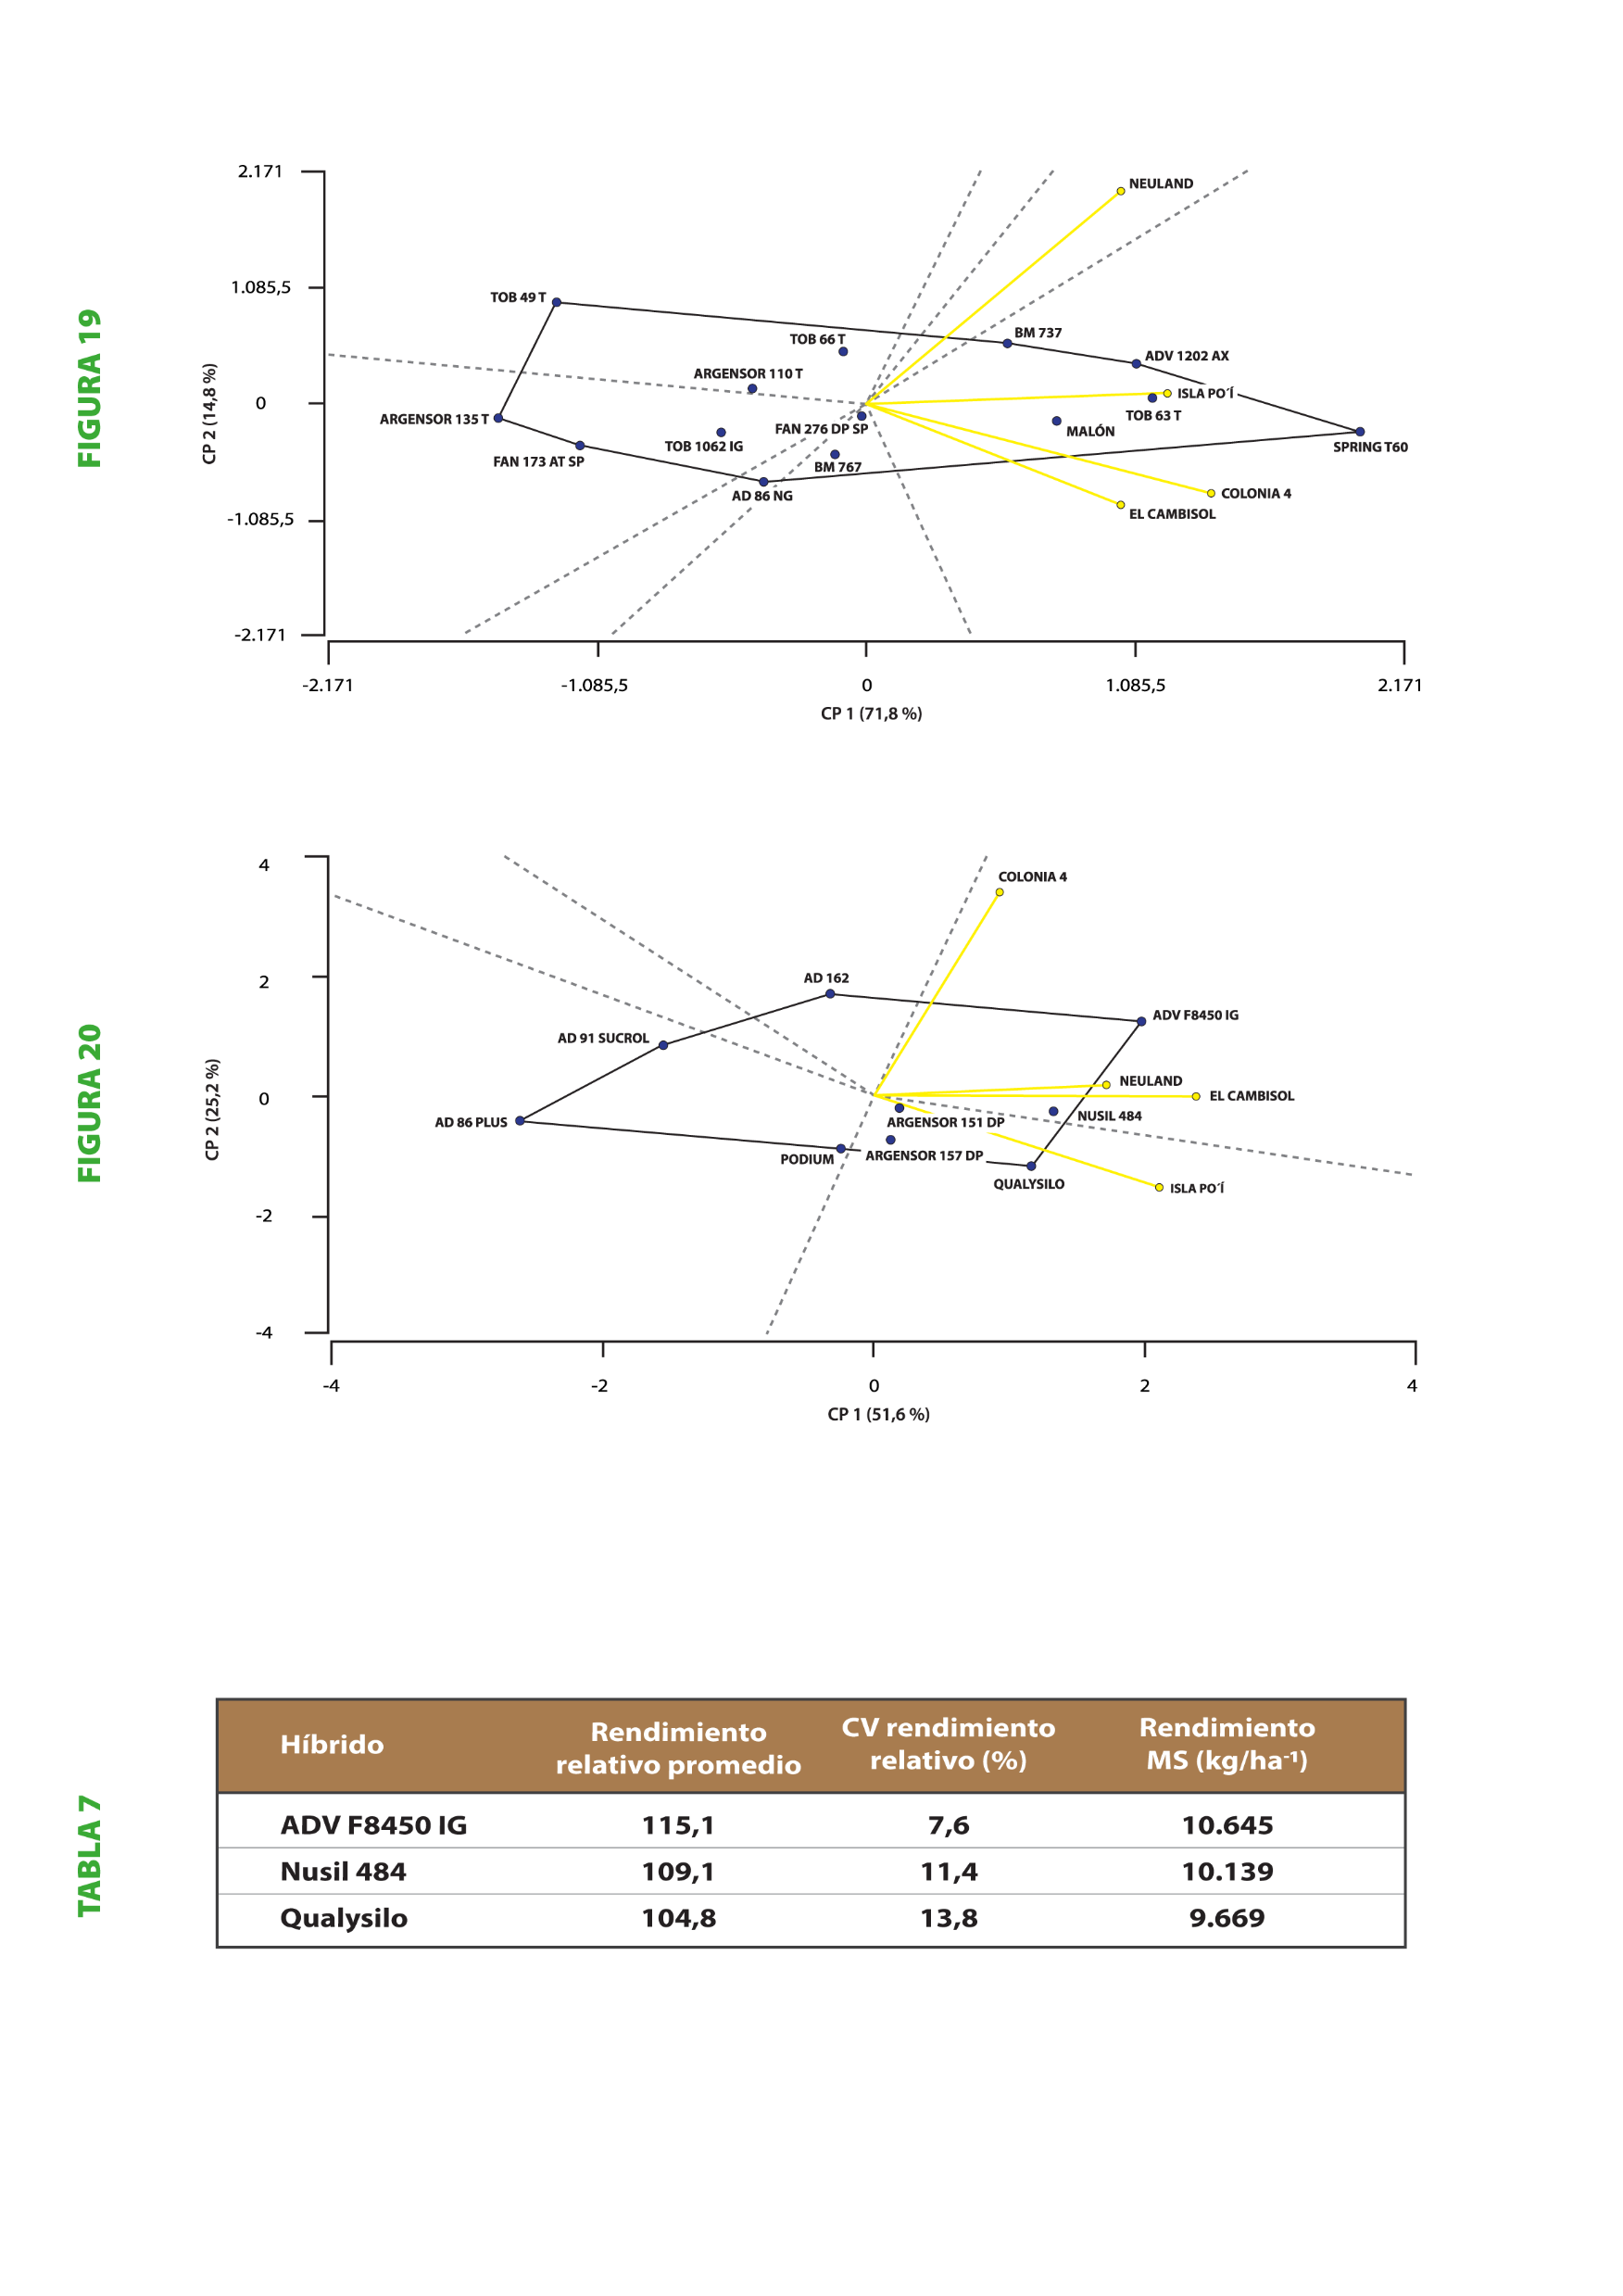 FIGURA 19
2.171
1.085,5
0
-1.085,5
-2.171
CP 2 (14,8 %)
NEULAND
TOB 49 T
BM 737
TOB 66 T
ADV 1202 AX
ARGENSOR 110 T
ISLA PO´Í
TOB 63 T
ARGENSOR 135 T
FAN 276 DP SP
MALÓN
TOB 1062 IG
SPRING T60
FAN 173 AT SP
BM 767
AD 86 NG
COLONIA 4
EL CAMBISOL
-2.171
-1.085,5
0
1.085,5
2.171
CP 1 (71,8 %)
FIGURA 20
4
2
0
-2
-4
CP 2 (25,2 %)
COLONIA 4
AD 162
ADV F8450 IG
AD 91 SUCROL
NEULAND
EL CAMBISOL
AD 86 PLUS
NUSIL 484
ARGENSOR 151 DP
PODIUM
ARGENSOR 157 DP
QUALYSILO
ISLA PO´Í
-4
-2
0
2
4
CP 1 (51,6 %)
TABLA 7
Híbrido
Rendimiento
relativo promedio
CV rendimiento
relativo (%)
Rendimiento
MS (kg/ha⁻¹)
ADV F8450 IG 115,1 7,6 10.645
Nusil 484 109,1 11,4 10.139
Qualysilo 104,8 13,8 9.669